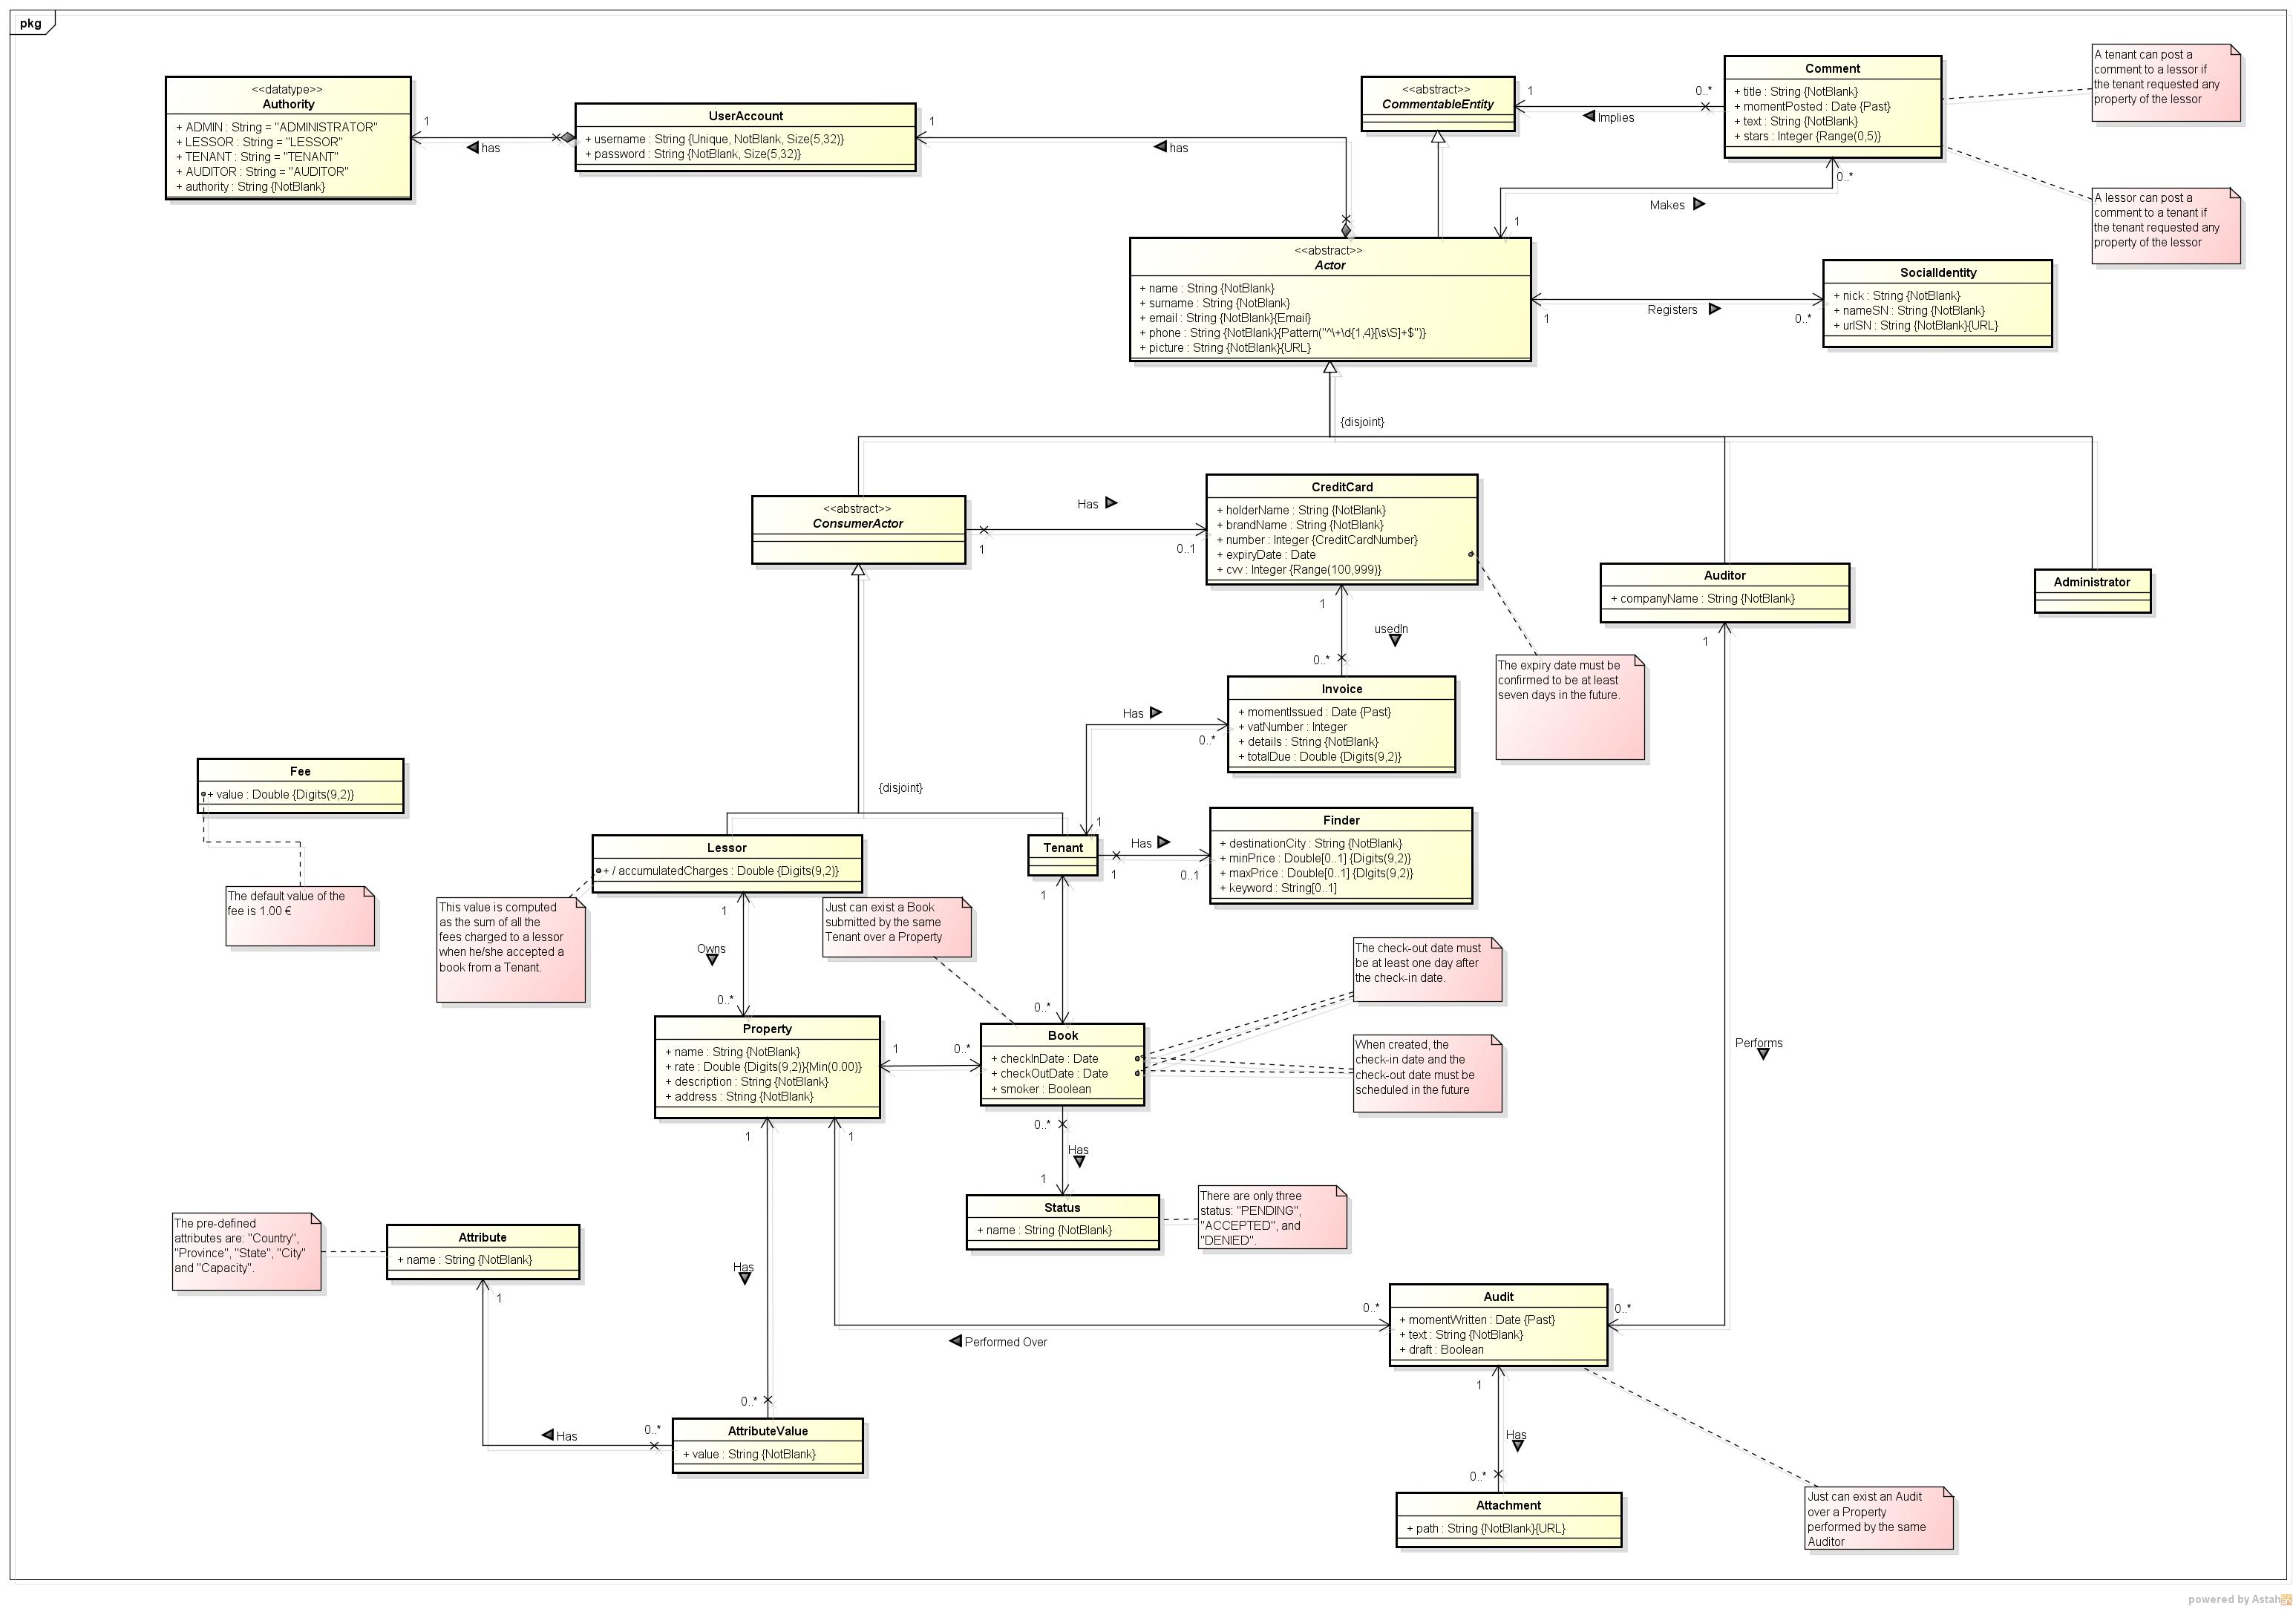 pkg
<<datatype>>
Authority
+ ADMIN : String = "ADMINISTRATOR"
+ LESSOR : String = "LESSOR"
+ TENANT : String = "TENANT"
+ AUDITOR : String = "AUDITOR"
+ authority : String {NotBlank}
1
has
UserAccount
+ username : String {Unique, NotBlank, Size(5,32)}
+ password : String {NotBlank, Size(5,32)}
1
has
<<abstract>>
CommentableEntity
1
0..*
Implies
Comment
+ title : String {NotBlank}
+ momentPosted : Date {Past}
+ text : String {NotBlank}
+ stars : Integer {Range(0,5)}
A tenant can post a
comment to a lessor if
the tenant requested any
property of the lessor
A lessor can post a
comment to a tenant if
the tenant requested any
property of the lessor
0..*
Makes
1
<<abstract>>
Actor
+ name : String {NotBlank}
+ surname : String {NotBlank}
+ email : String {NotBlank}{Email}
+ phone : String {NotBlank}{Pattern("^\+\d{1,4}[\s\S]+$")}
+ picture : String {NotBlank}{URL}
1
Registers
0..*
SocialIdentity
+ nick : String {NotBlank}
+ nameSN : String {NotBlank}
+ urlSN : String {NotBlank}{URL}
{disjoint}
<<abstract>>
ConsumerActor
Has
1
0..1
CreditCard
+ holderName : String {NotBlank}
+ brandName : String {NotBlank}
+ number : Integer {CreditCardNumber}
+ expiryDate : Date
+ cvv : Integer {Range(100,999)}
Auditor
+ companyName : String {NotBlank}
Administrator
1
usedIn
0..*
1
The expiry date must be
confirmed to be at least
seven days in the future.
Invoice
+ momentIssued : Date {Past}
+ vatNumber : Integer
+ details : String {NotBlank}
+ totalDue : Double {Digits(9,2)}
Has
0..*
Fee
+ value : Double {Digits(9,2)}
The default value of the
fee is 1.00 €
{disjoint}
Lessor
+ / accumulatedCharges : Double {Digits(9,2)}
1
Tenant
Has
1
0..1
Finder
+ destinationCity : String {NotBlank}
+ minPrice : Double[0..1] {Digits(9,2)}
+ maxPrice : Double[0..1] {DIgits(9,2)}
+ keyword : String[0..1]
This value is computed
as the sum of all the
fees charged to a lessor
when he/she accepted a
book from a Tenant.
1
Owns
0..*
Just can exist a Book
submitted by the same
Tenant over a Property
1
0..*
The check-out date must
be at least one day after
the check-in date.
When created, the
check-in date and the
check-out date must be
scheduled in the future
Performs
Property
+ name : String {NotBlank}
+ rate : Double {Digits(9,2)}{Min(0.00)}
+ description : String {NotBlank}
+ address : String {NotBlank}
1
0..*
Book
+ checkInDate : Date
+ checkOutDate : Date
+ smoker : Boolean
0..*
Has
1
1
1
Status
+ name : String {NotBlank}
There are only three
status: "PENDING",
"ACCEPTED", and
"DENIED".
The pre-defined
attributes are: "Country",
"Province", "State", "City"
and "Capacity".
Attribute
+ name : String {NotBlank}
1
Has
0..*
Has
0..*
AttributeValue
+ value : String {NotBlank}
Performed Over
0..*
0..*
Audit
+ momentWritten : Date {Past}
+ text : String {NotBlank}
+ draft : Boolean
1
Has
0..*
Attachment
+ path : String {NotBlank}{URL}
Just can exist an Audit
over a Property
performed by the same
Auditor
powered by Astah